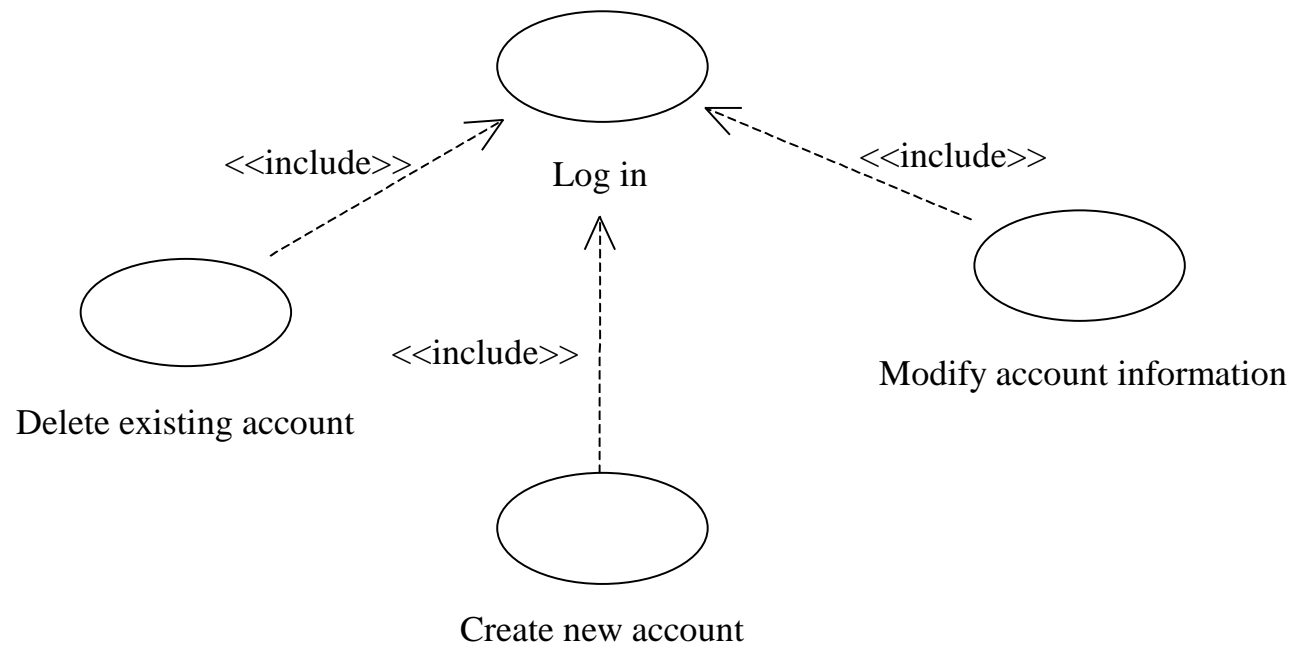 <<include>>
Log in
<<include>>
<<include>>
Modify account information
Delete existing account
Create new account